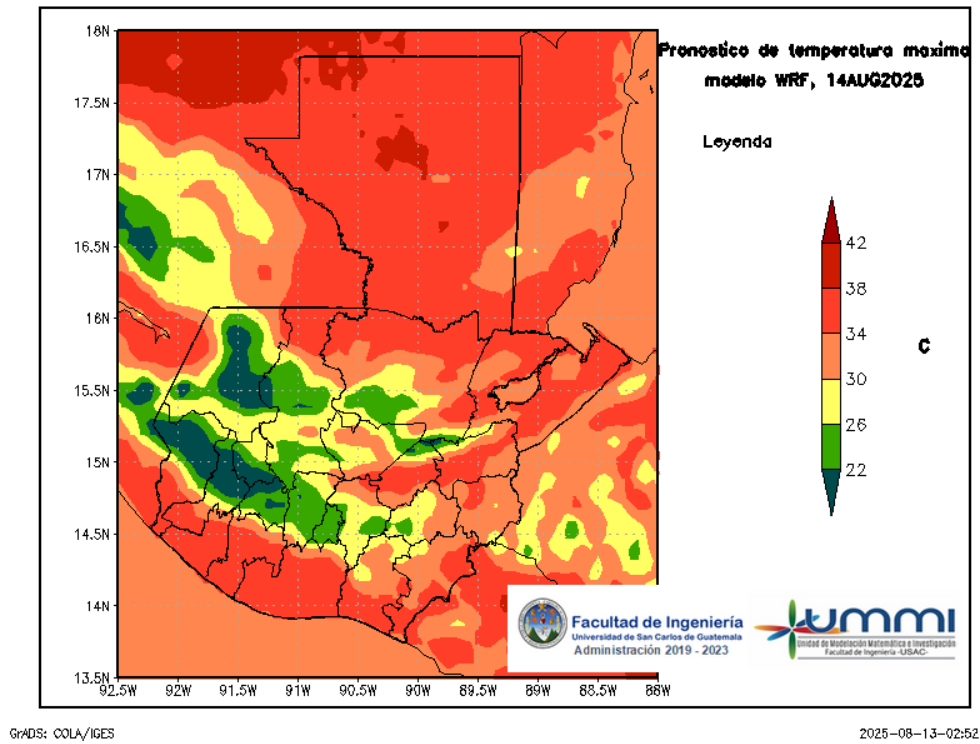 Pronostico de temperatura maxima
modelo WRF, 14AUG2025
Leyenda
42
38
34
30
26
22
C
18N
17.5N
17N
16.5N
16N
15.5N
15N
14.5N
14N
13.5N
92.5W 92W 91.5W 91W 90.5W 90W 89.5W 89W 88.5W 88W
Facultad de Ingeniería
Universidad de San Carlos de Guatemala
Administración 2019 - 2023
ummi
Unidad de Modelación Matemática e Investigación
Facultad de Ingeniería -USAC-
GrADS: COLA/IGES
2025-08-13-02:52